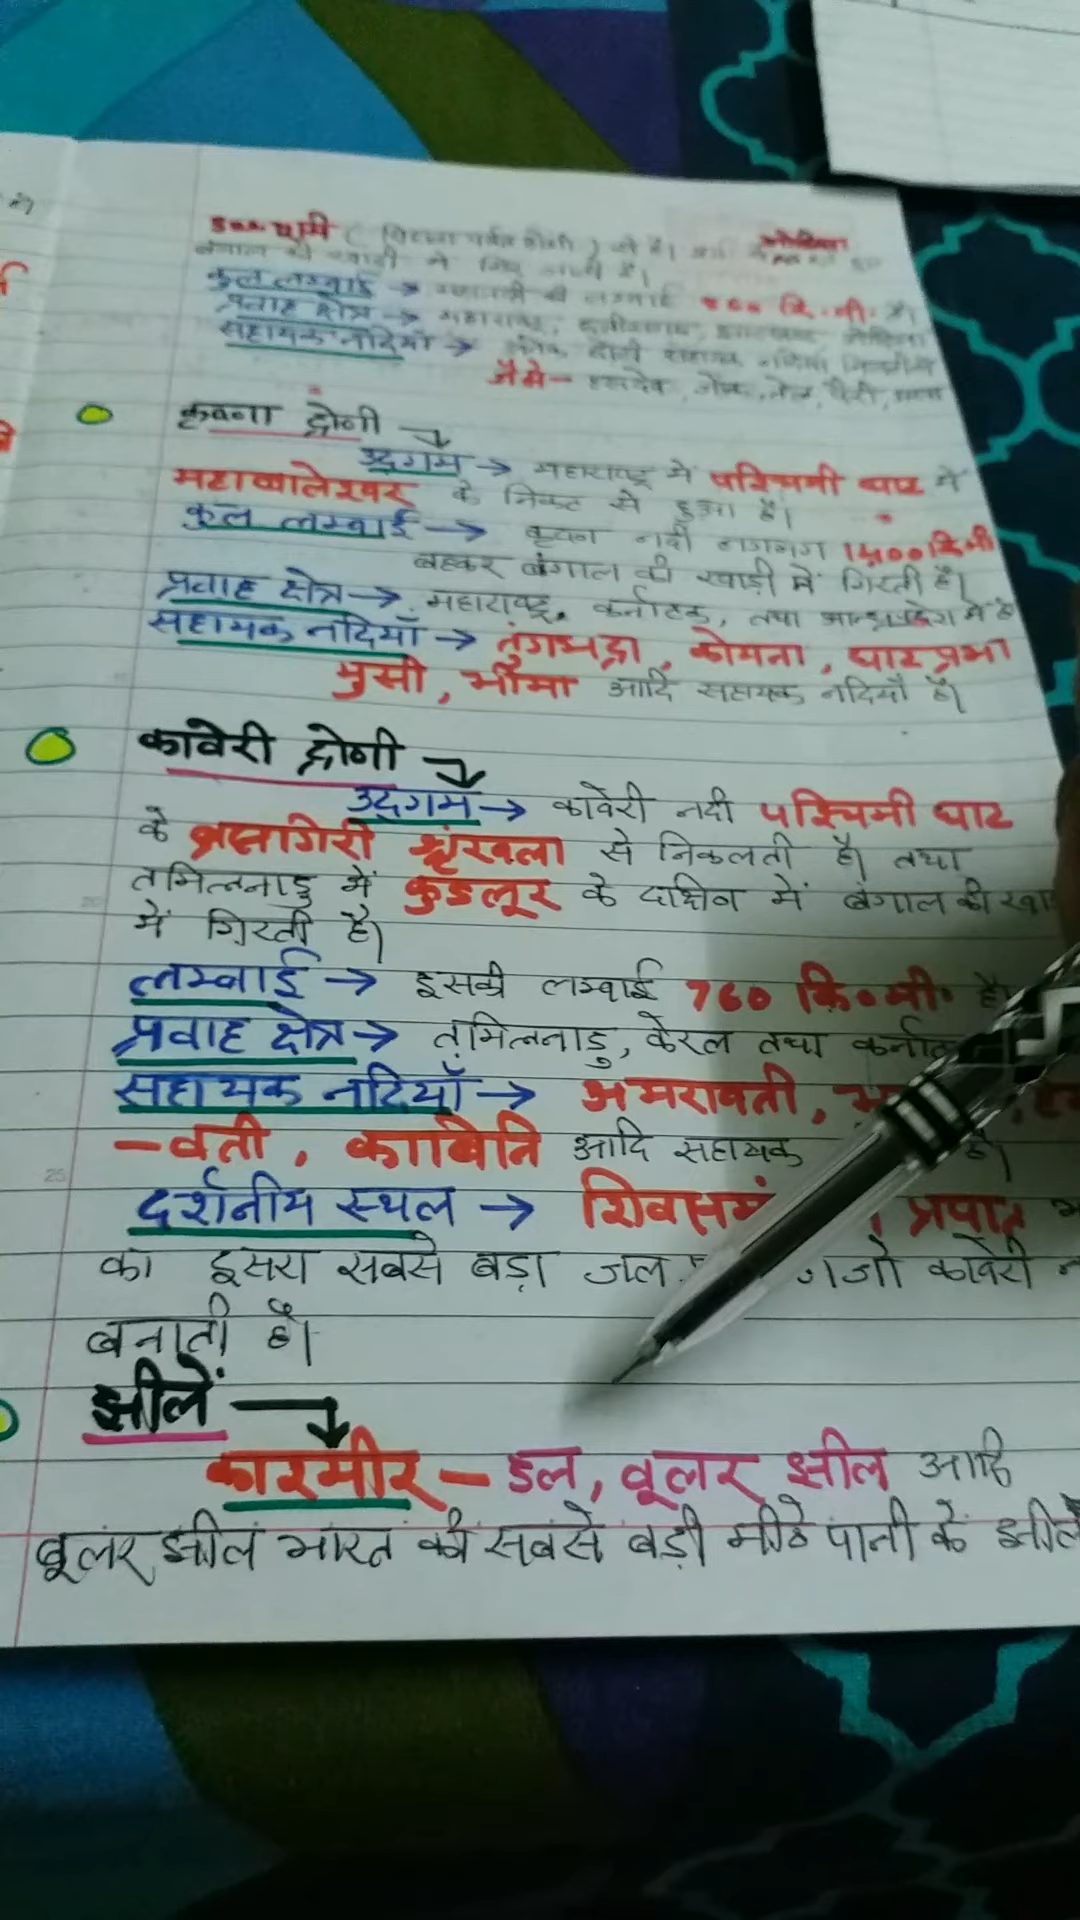 कुल लम्बाई → 860 कि.मी. है।
प्रवाह क्षेत्र → महाराष्ट्र,
सहायक नदियाँ →
जैसे -
कृष्णा द्रोणी
उद्गम → महाराष्ट्र में पश्चिमी घाट में
महाबालेश्वर के निकट से हुआ है।
कुल लम्बाई → कृष्णा नदी लगभग 1400 कि.मी
बहकर बंगाल की खाड़ी में गिरती है।
प्रवाह क्षेत्र → महाराष्ट्र, कर्नाटक, तथा आन्ध्रप्रदेश में है
सहायक नदियाँ → तुंगभद्रा, कोयना, घाटप्रभा
मुसी, भीमा आदि सहायक नदियाँ हैं।
कावेरी द्रोणी
उद्गम → कावेरी नदी पश्चिमी घाट
के ब्रह्मगिरी श्रृंखला से निकलती है। तथा
तमिलनाडु में कुडलूर के दक्षिण में बंगाल की
में गिरती है।
लम्बाई → इसकी लम्बाई 760 कि.मी. है
प्रवाह क्षेत्र → तमिलनाडु, केरल तथा
सहायक नदियाँ → अमरावती,
-वती, काबिनि आदि सहायक है।
दर्शनीय स्थल → प्रपात
का दूसरा सबसे बड़ा जल जो कावेरी
बनाती है।
झीलें
काश्मीर - डल, वूलर झील आदि
वूलर झील भारत की सबसे बड़ी मीठे पानी के